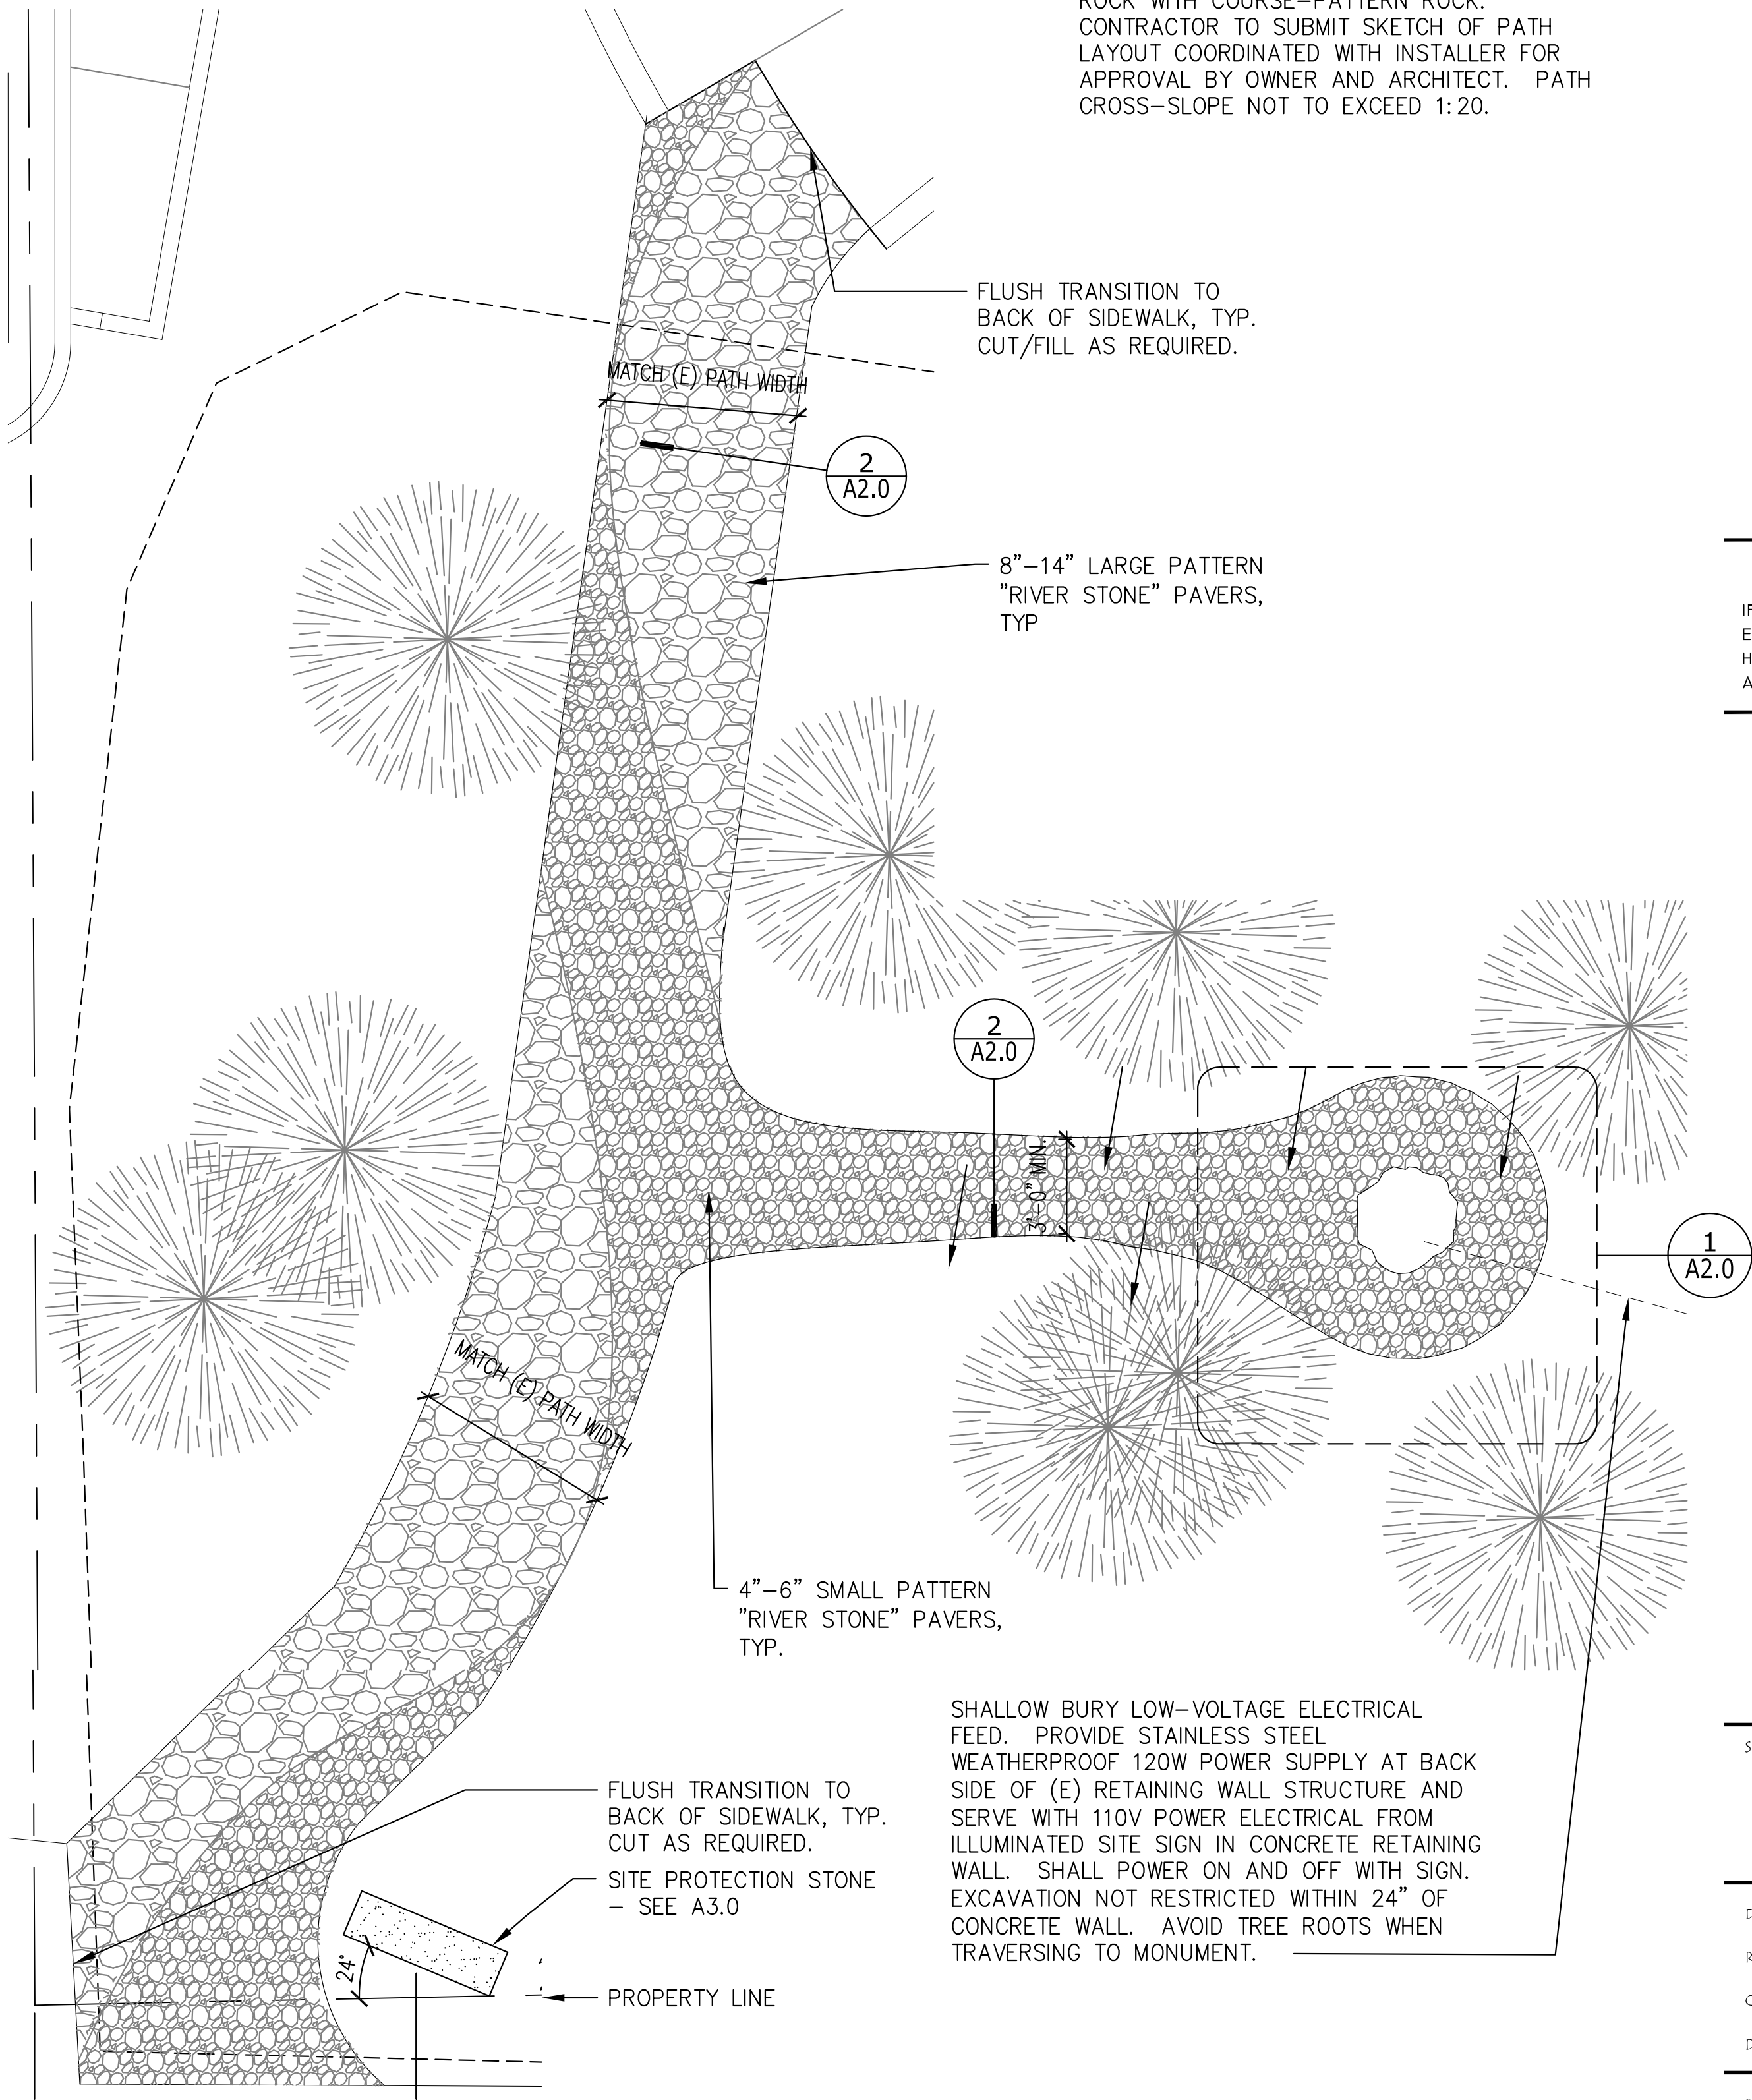 ROCK WITH COURSE-PATTERN ROCK.
CONTRACTOR TO SUBMIT SKETCH OF PATH
LAYOUT COORDINATED WITH INSTALLER FOR
APPROVAL BY OWNER AND ARCHITECT. PATH
CROSS-SLOPE NOT TO EXCEED 1:20.
FLUSH TRANSITION TO
BACK OF SIDEWALK, TYP.
CUT/FILL AS REQUIRED.
MATCH (E) PATH WIDTH
2
A2.0
8"-14" LARGE PATTERN
"RIVER STONE" PAVERS,
TYP
2
A2.0
3'-0" MIN.
1
A2.0
MATCH (E) PATH WIDTH
4"-6" SMALL PATTERN
"RIVER STONE" PAVERS,
TYP.
SHALLOW BURY LOW-VOLTAGE ELECTRICAL
FEED. PROVIDE STAINLESS STEEL
WEATHERPROOF 120W POWER SUPPLY AT BACK
SIDE OF (E) RETAINING WALL STRUCTURE AND
SERVE WITH 110V POWER ELECTRICAL FROM
ILLUMINATED SITE SIGN IN CONCRETE RETAINING
WALL. SHALL POWER ON AND OFF WITH SIGN.
EXCAVATION NOT RESTRICTED WITHIN 24" OF
CONCRETE WALL. AVOID TREE ROOTS WHEN
TRAVERSING TO MONUMENT.
FLUSH TRANSITION TO
BACK OF SIDEWALK, TYP.
CUT AS REQUIRED.
SITE PROTECTION STONE
- SEE A3.0
24°
PROPERTY LINE